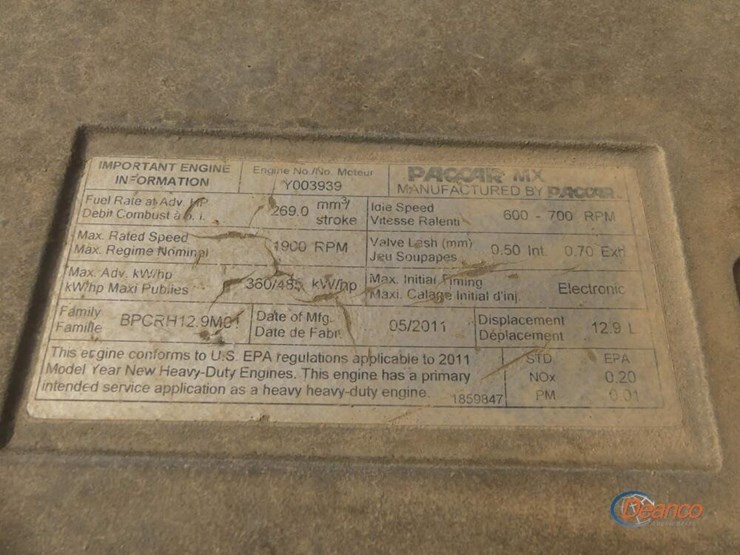 IMPORTANT ENGINE
INFORMATION
Engine No./No. Moteur
Y003939
PACCAR MX
MANUFACTURED BY PACCAR
Fuel Rate at Adv. HP
Debit Combust à p. i.
269.0 mm³/
stroke
Idle Speed
Vitesse Ralenti
600 - 700 RPM
Max. Rated Speed
Max. Regime Nominal
1900 RPM
Valve Lash (mm)
Jeu Soupapes
0.50 Int. 0.70 Exh
Max. Adv. kW/hp
kW/hp Maxi Publies
360/485 kW/hp
Max. Initial Timing
Maxi. Calage Initial d'inj.
Electronic
Family
Famille
BPCRH12.9M01
Date of Mfg.
Date de Fabr.
05/2011
Displacement
Déplacement
12.9 L
This engine conforms to U.S. EPA regulations applicable to 2011
Model Year New Heavy-Duty Engines. This engine has a primary
intended service application as a heavy heavy-duty engine.
1859847
STD. EPA
NOx 0.20
PM 0.01
Deanco